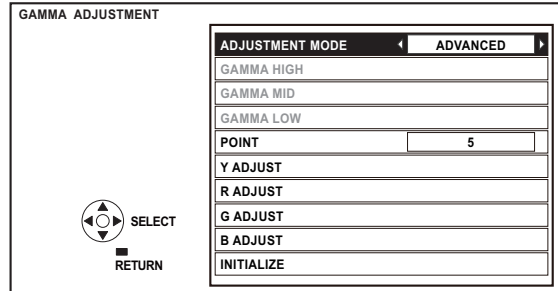 GAMMA ADJUSTMENT
ADJUSTMENT MODE ADVANCED
GAMMA HIGH
GAMMA MID
GAMMA LOW
POINT 5
Y ADJUST
R ADJUST
G ADJUST
B ADJUST
INITIALIZE
SELECT
RETURN